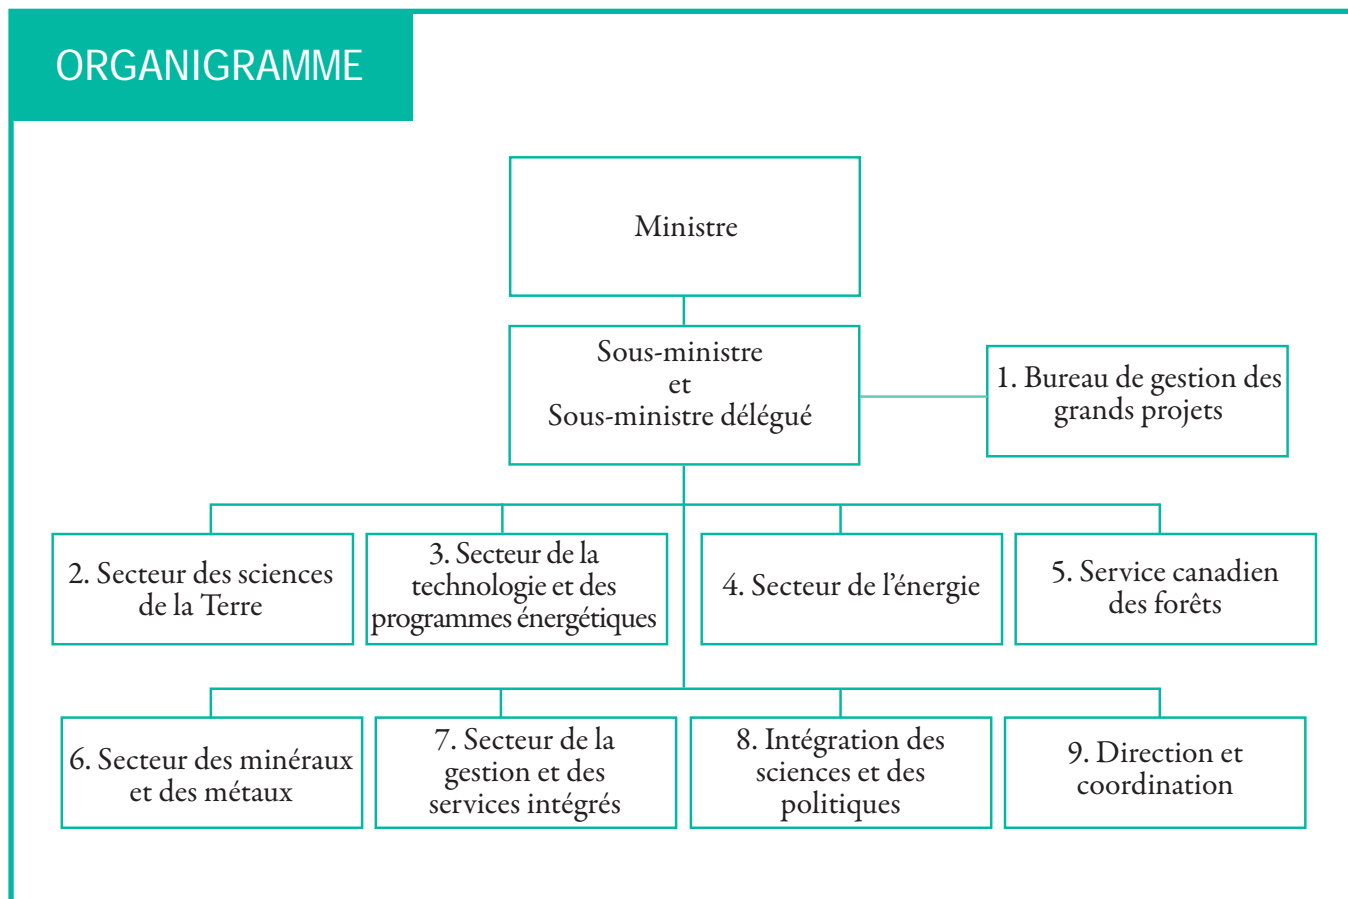 ORGANIGRAMME
Ministre
Sous-ministre
et
Sous-ministre délégué
1. Bureau de gestion des
grands projets
2. Secteur des sciences
de la Terre
3. Secteur de la
technologie et des
programmes énergétiques
4. Secteur de l’énergie
5. Service canadien
des forêts
6. Secteur des minéraux
et des métaux
7. Secteur de la
gestion et des
services intégrés
8. Intégration des
sciences et des
politiques
9. Direction et
coordination